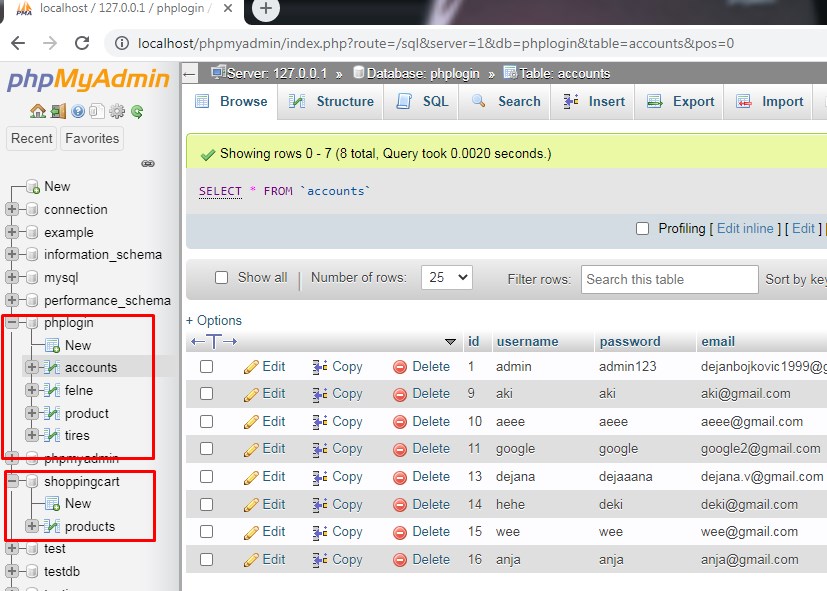 localhost / 127.0.0.1 / phplogin /
localhost/phpmyadmin/index.php?route=/sql&server=1&db=phplogin&table=accounts&pos=0
phpMyAdmin
Recent Favorites
New
connection
example
information_schema
mysql
performance_schema
phplogin
New
accounts
felne
product
tires
phpmyadmin
shoppingcart
New
products
test
testdb
Server: 127.0.0.1 » Database: phplogin » Table: accounts
Browse Structure SQL Search Insert Export Import
Showing rows 0 - 7 (8 total, Query took 0.0020 seconds.)
SELECT * FROM `accounts`
Profiling [ Edit inline ] [ Edit ]
Show all Number of rows: 25 Filter rows: Search this table Sort by key
+ Options
id username password email
Edit Copy Delete 1 admin admin123 dejanbojkovic1999@g
Edit Copy Delete 9 aki aki aki@gmail.com
Edit Copy Delete 10 aeee aeee aeee@gmail.com
Edit Copy Delete 11 google google google2@gmail.com
Edit Copy Delete 13 dejana dejaaana dejana.v@gmail.com
Edit Copy Delete 14 hehe deki deki@gmail.com
Edit Copy Delete 15 wee wee wee@gmail.com
Edit Copy Delete 16 anja anja anja@gmail.com